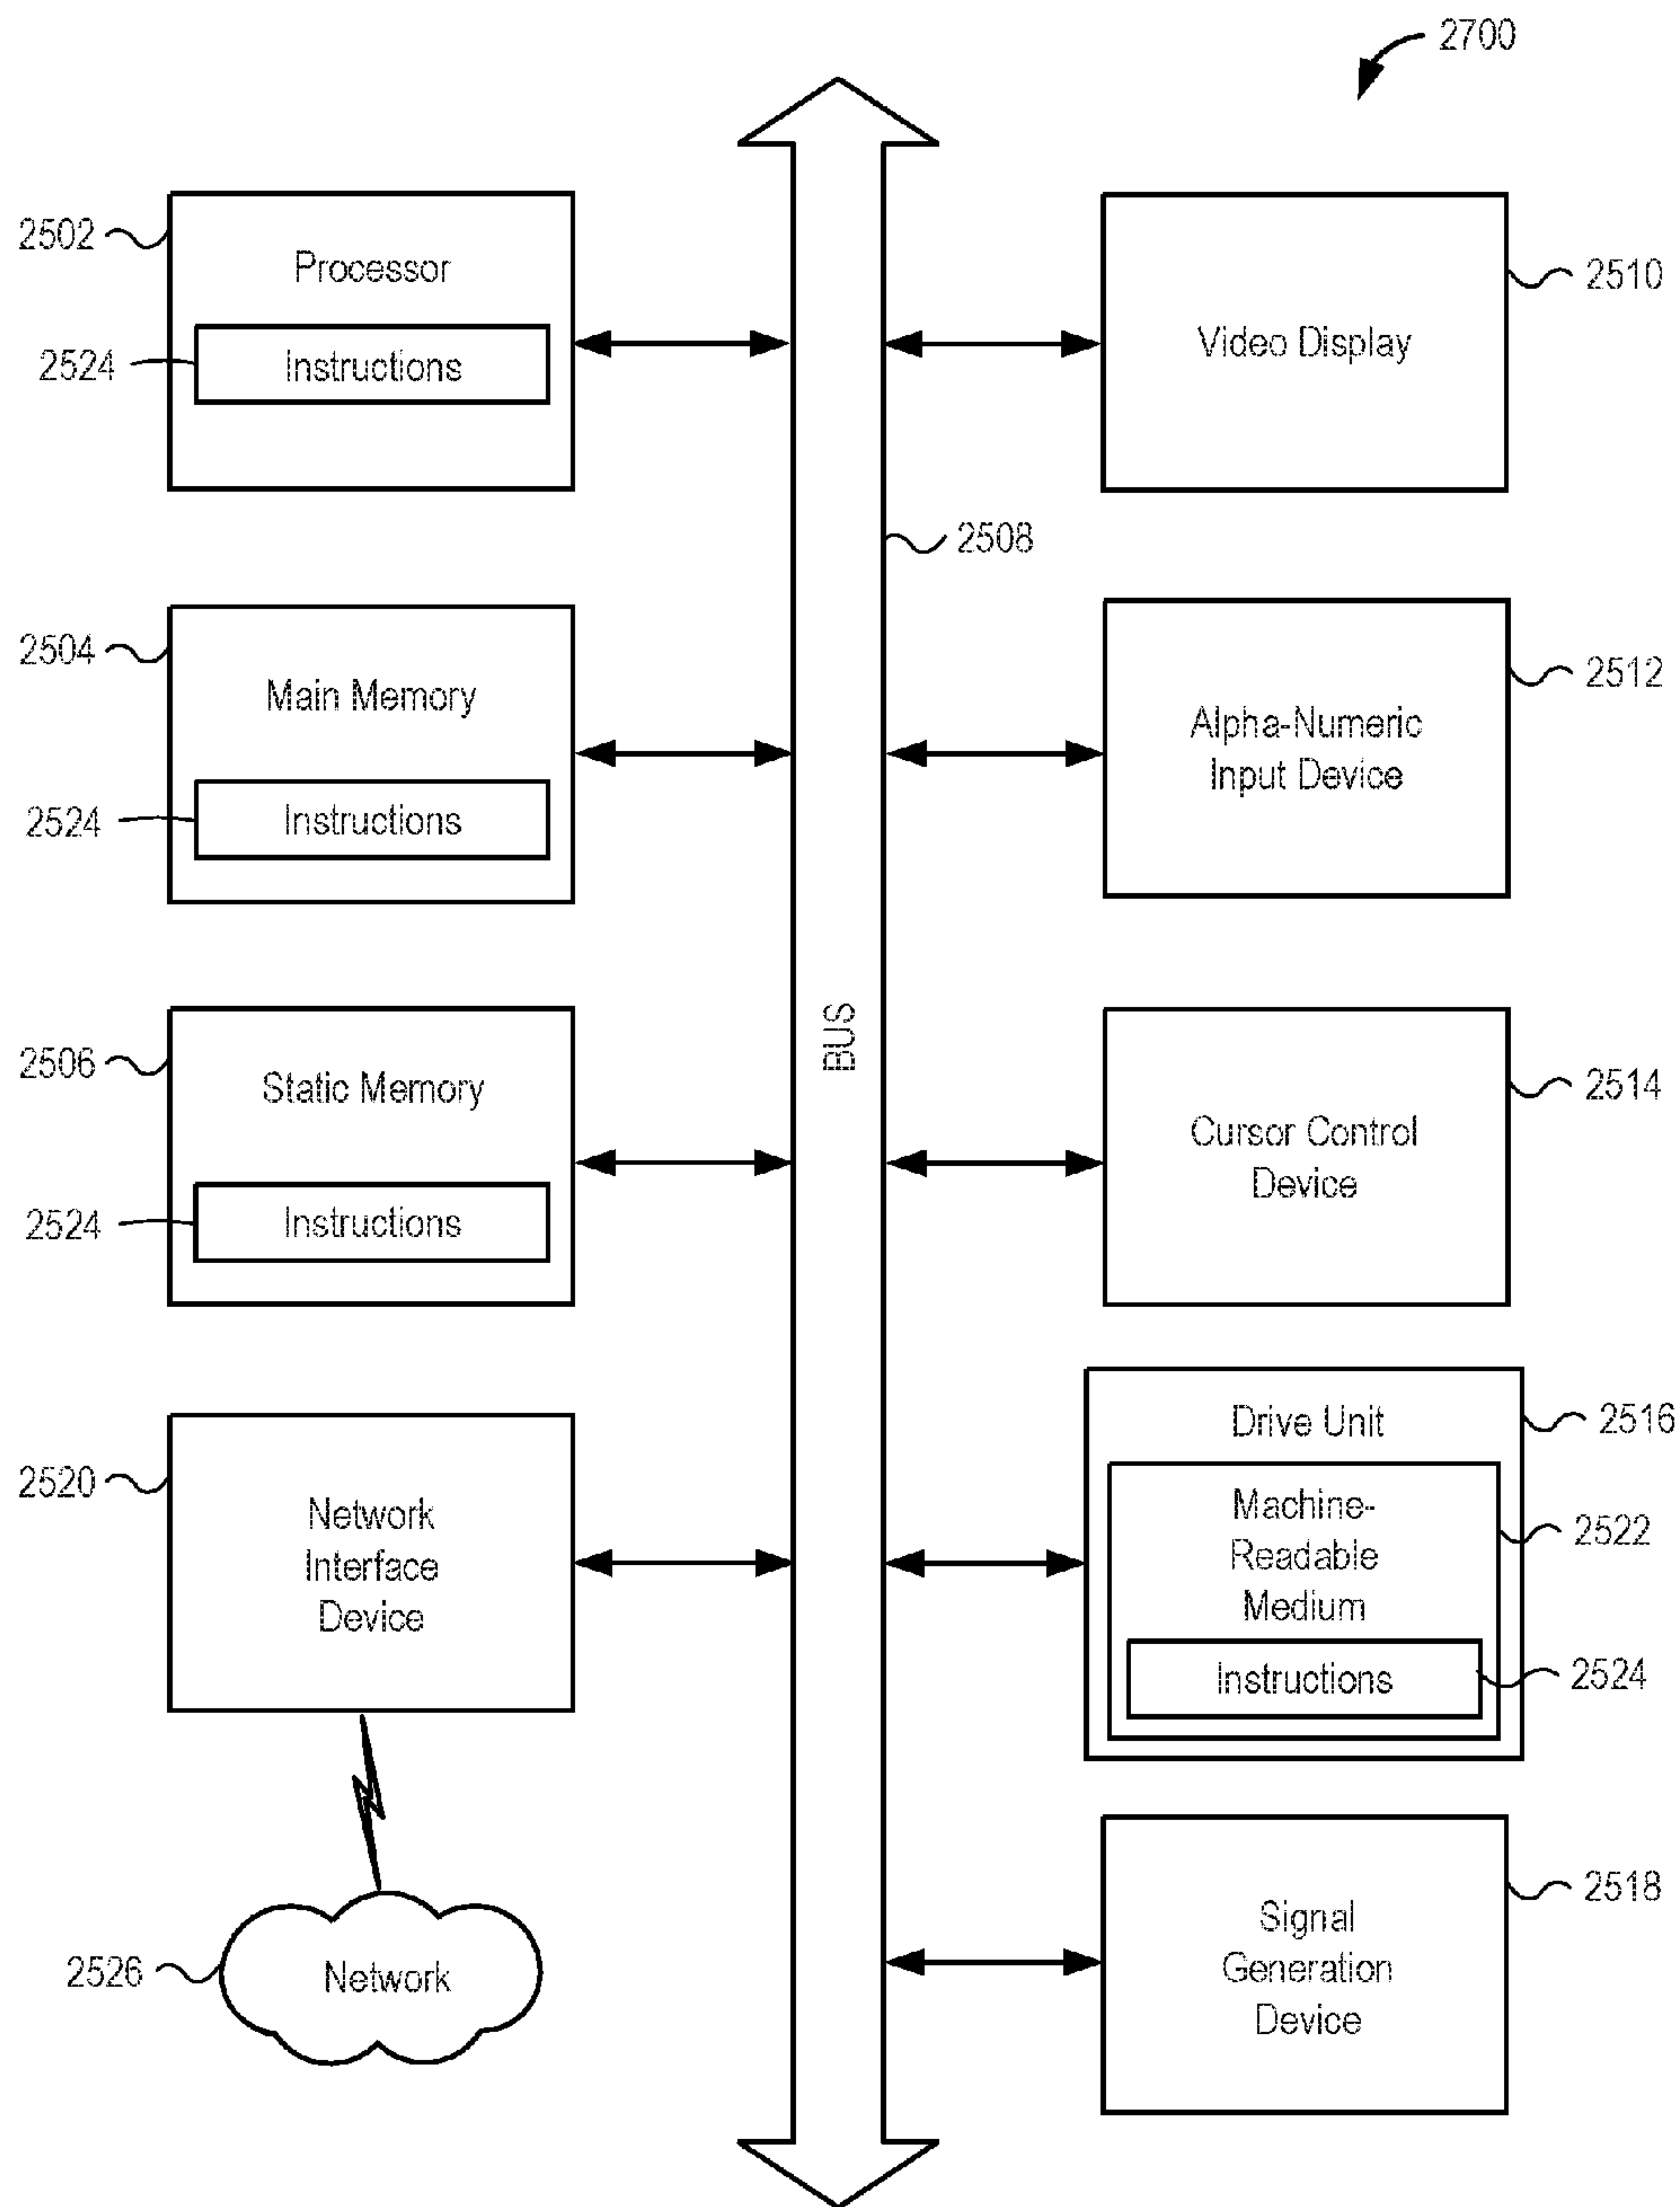 2700
2502
Processor
2524
Instructions
2510
Video Display
2508
2504
Main Memory
2524
Instructions
2512
Alpha-Numeric
Input Device
BUS
2506
Static Memory
2524
Instructions
2514
Cursor Control
Device
2520
Network
Interface
Device
Drive Unit
2516
Machine-
Readable
Medium
2522
Instructions
2524
2526
Network
2518
Signal
Generation
Device